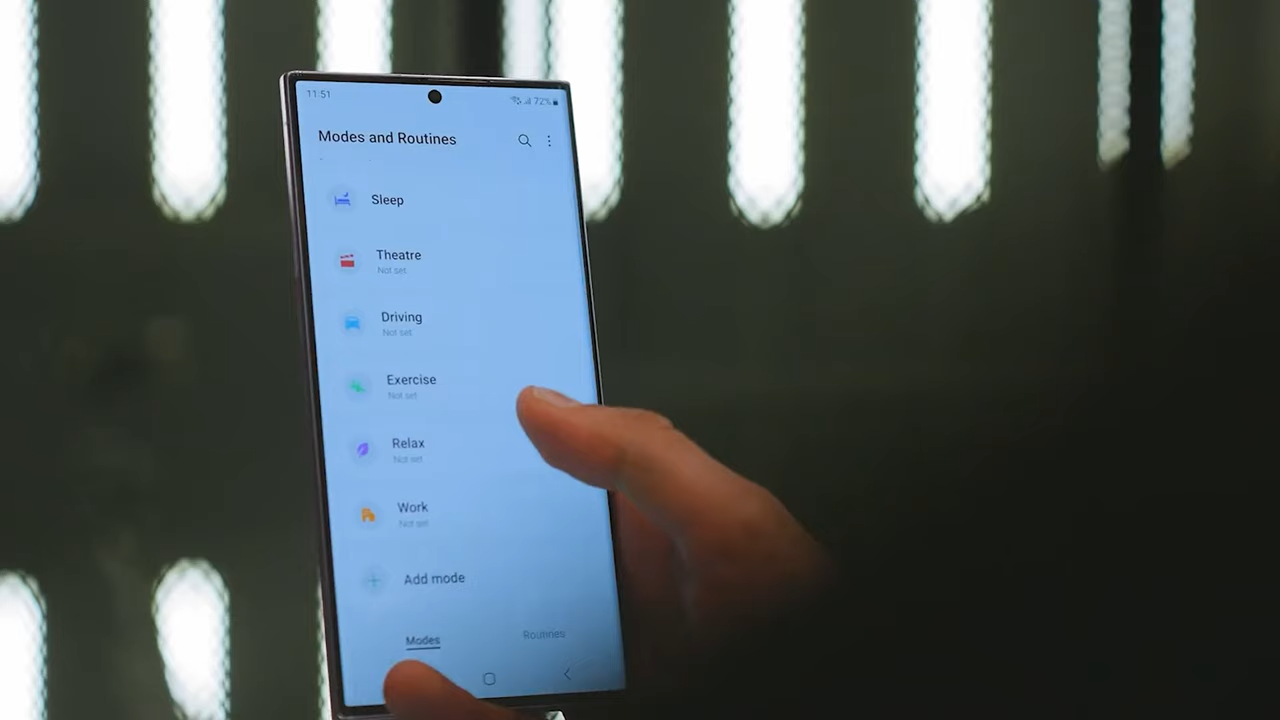 11:51
72%
Modes and Routines
Sleep
Theatre
Not set
Driving
Not set
Exercise
Not set
Relax
Not set
Work
Not set
Add mode
Modes
Routines